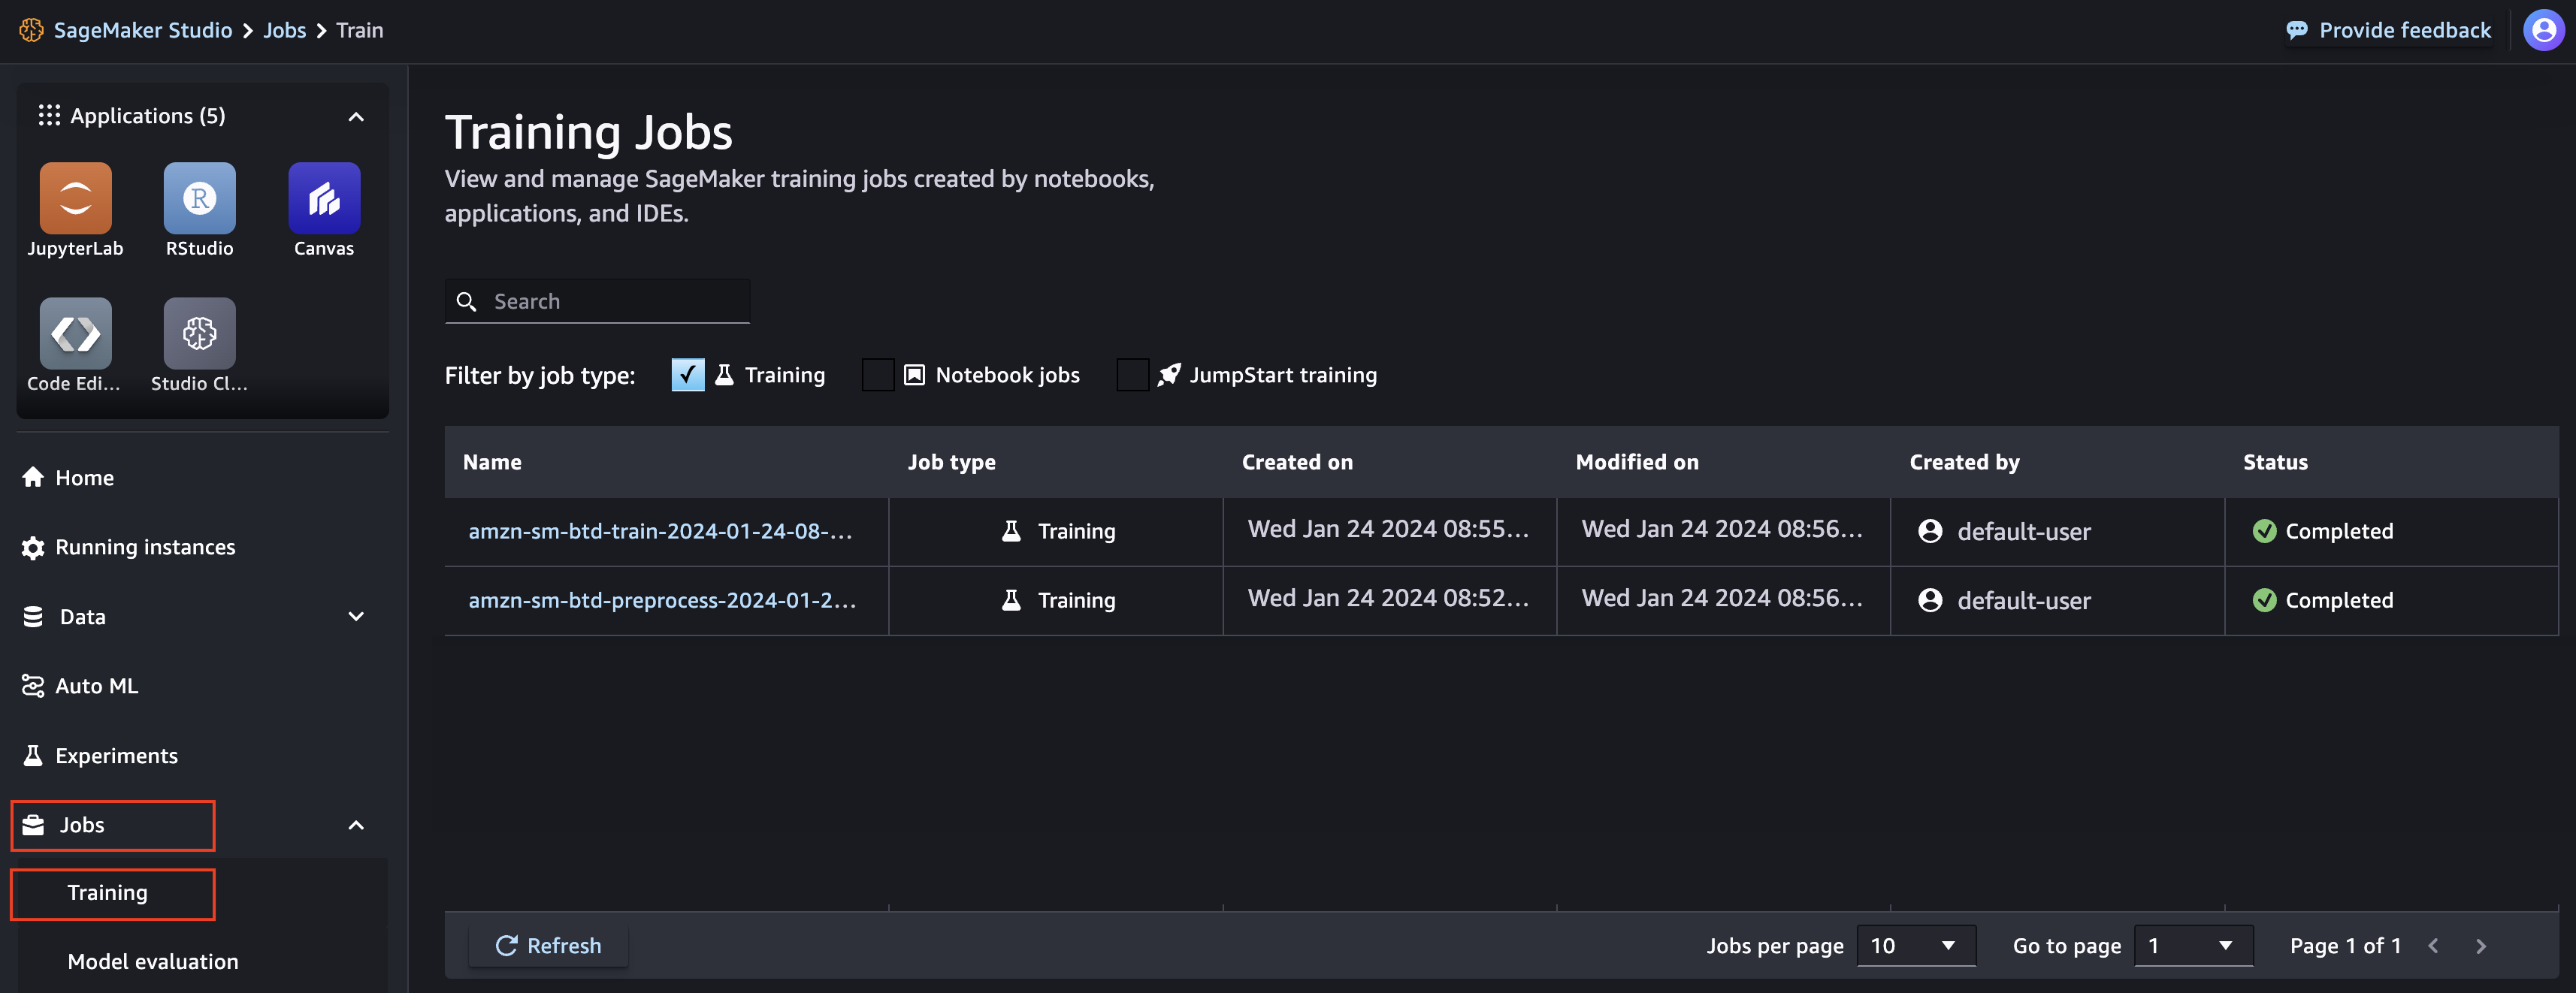 SageMaker Studio > Jobs > Train
Provide feedback
Applications (5)
JupyterLab
RStudio
Canvas
Code Edi...
Studio Cl...
Home
Running instances
Data
Auto ML
Experiments
Jobs
Training
Model evaluation
Training Jobs
View and manage SageMaker training jobs created by notebooks,
applications, and IDEs.
Search
Filter by job type: Training Notebook jobs JumpStart training
Name Job type Created on Modified on Created by Status
amzn-sm-btd-train-2024-01-24-08-... Training Wed Jan 24 2024 08:55... Wed Jan 24 2024 08:56... default-user Completed
amzn-sm-btd-preprocess-2024-01-2... Training Wed Jan 24 2024 08:52... Wed Jan 24 2024 08:56... default-user Completed
Refresh
Jobs per page 10 Go to page 1 Page 1 of 1